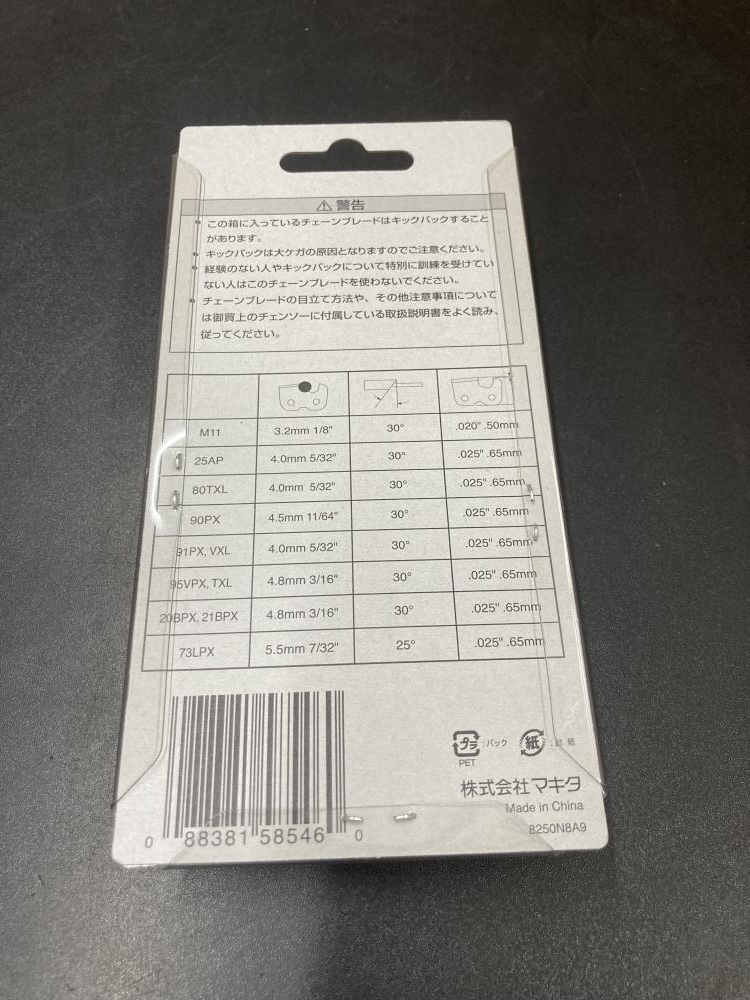 ⚠ 警告
• この箱に入っているチェーンブレードはキックバックすること
があります。
• キックバックは大ケガの原因となりますのでご注意ください。
• 経験のない人やキックバックについて特別に訓練を受けてい
ない人はこのチェーンブレードを使わないでください。
• チェーンブレードの目立て方法や、その他注意事項について
は御買上のチェンソーに付属している取扱説明書をよく読み、
従ってください。
M11 3.2mm 1/8" 30° .020" .50mm
25AP 4.0mm 5/32" 30° .025" .65mm
80TXL 4.0mm 5/32" 30° .025" .65mm
90PX 4.5mm 11/64" 30° .025" .65mm
91PX, VXL 4.0mm 5/32" 30° .025" .65mm
95VPX, TXL 4.8mm 3/16" 30° .025" .65mm
20BPX, 21BPX 4.8mm 3/16" 30° .025" .65mm
73LPX 5.5mm 7/32" 25° .025" .65mm
プラ :パック 紙 : 台 紙
PET
株式会社マキタ
Made in China
8250N8A9
0 88381 58546 0